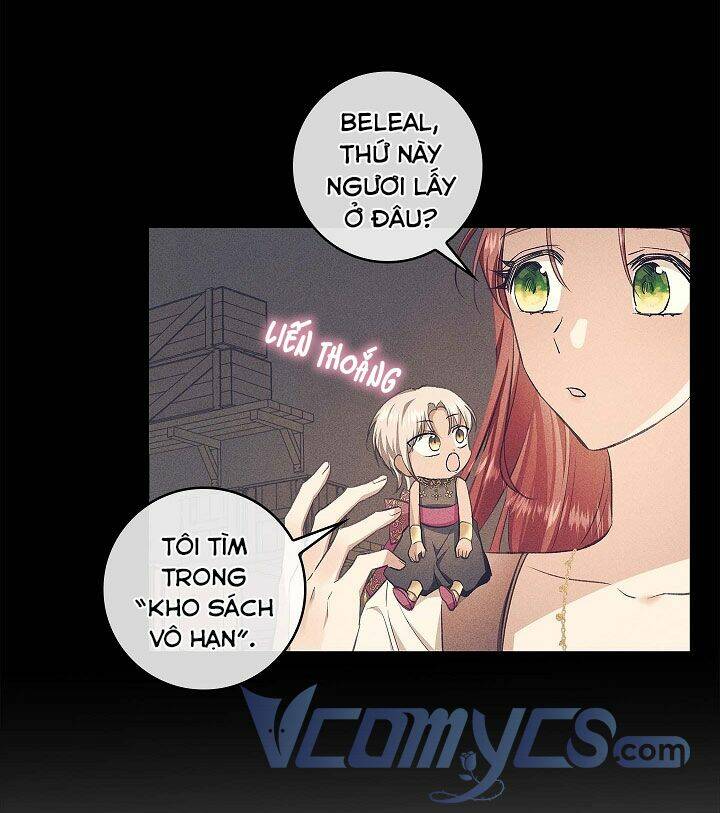 BELEAL,
THỨ NÀY
NGƯƠI LẤY
Ở ĐÂU?
LIẾN THOẮNG
TÔI TÌM
TRONG
“KHO SÁCH
VÔ HẠN”.
VCOMYCS.com